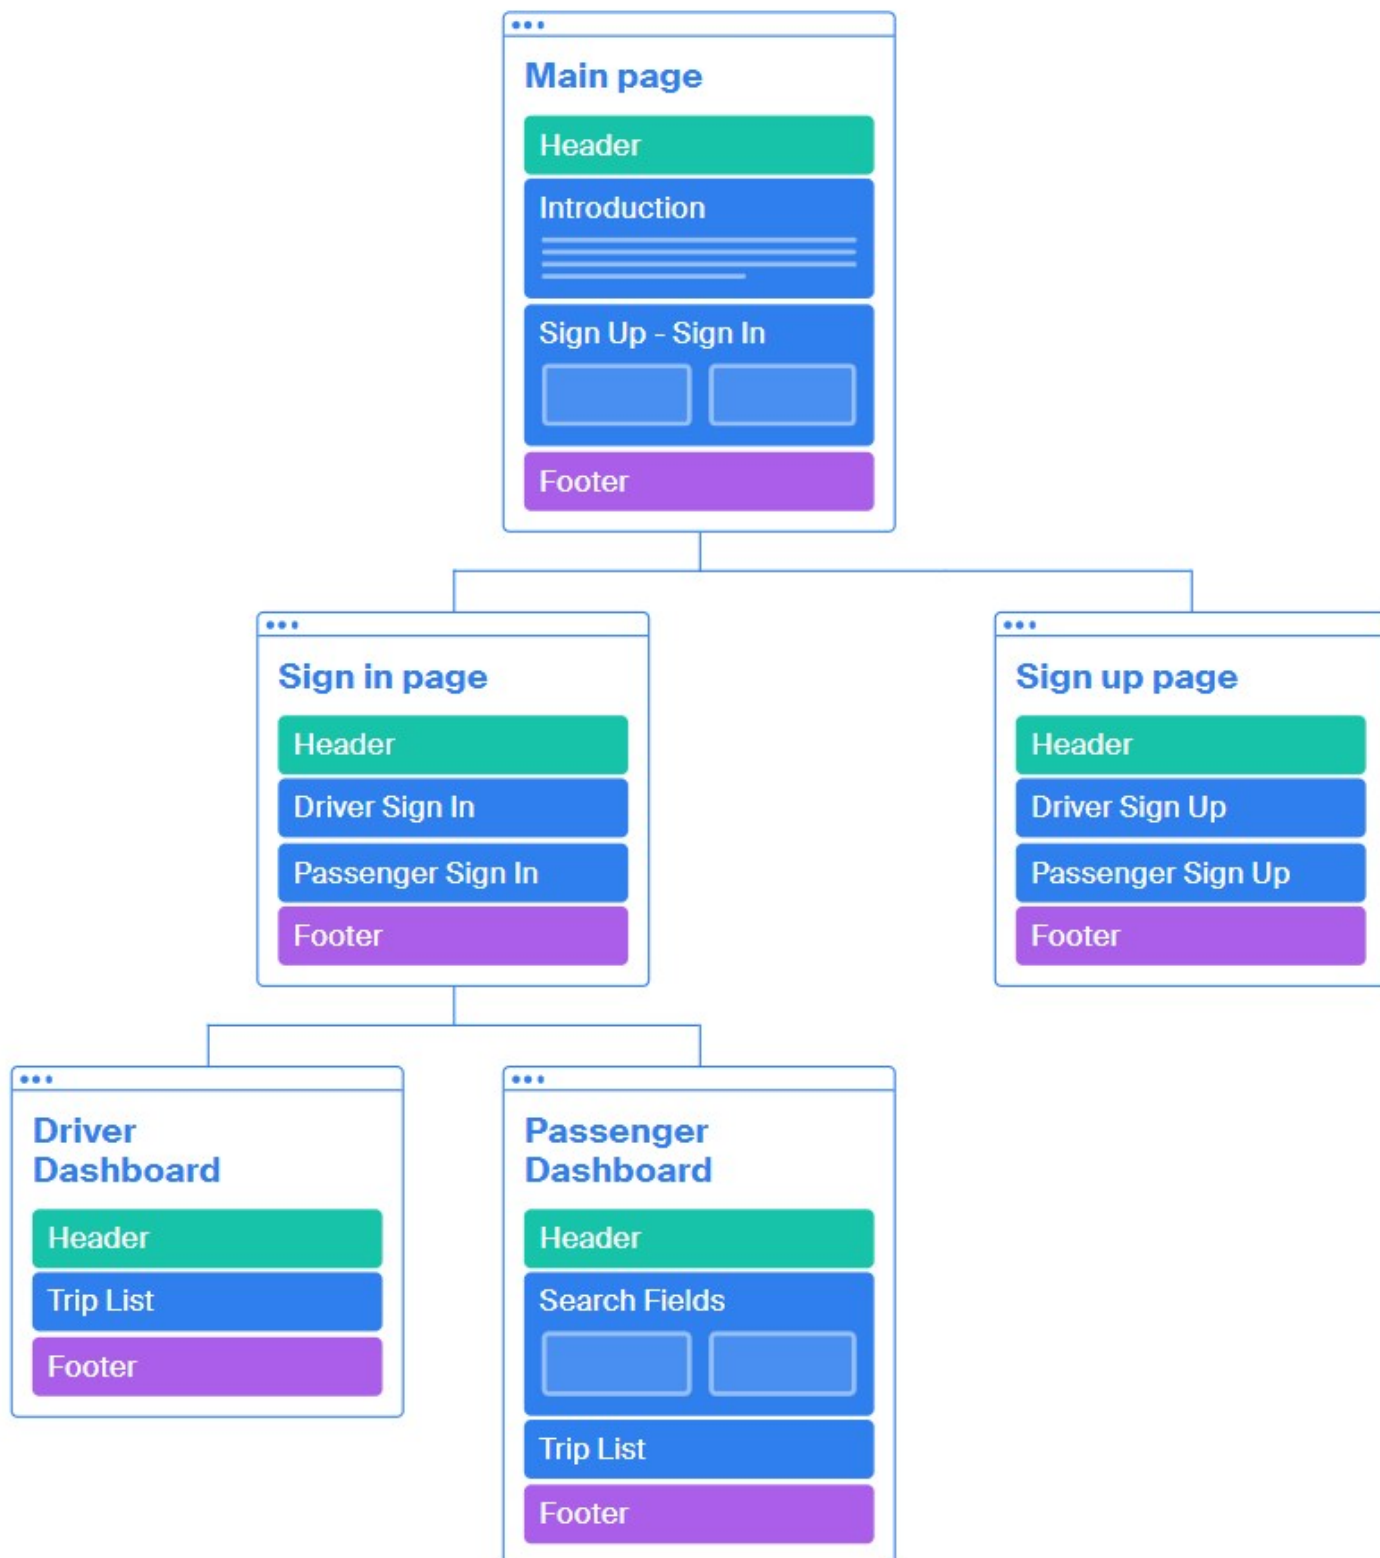 Main page
Header
Introduction
Sign Up - Sign In
Footer
Sign in page
Header
Driver Sign In
Passenger Sign In
Footer
Sign up page
Header
Driver Sign Up
Passenger Sign Up
Footer
Driver
Dashboard
Header
Trip List
Footer
Passenger
Dashboard
Header
Search Fields
Trip List
Footer